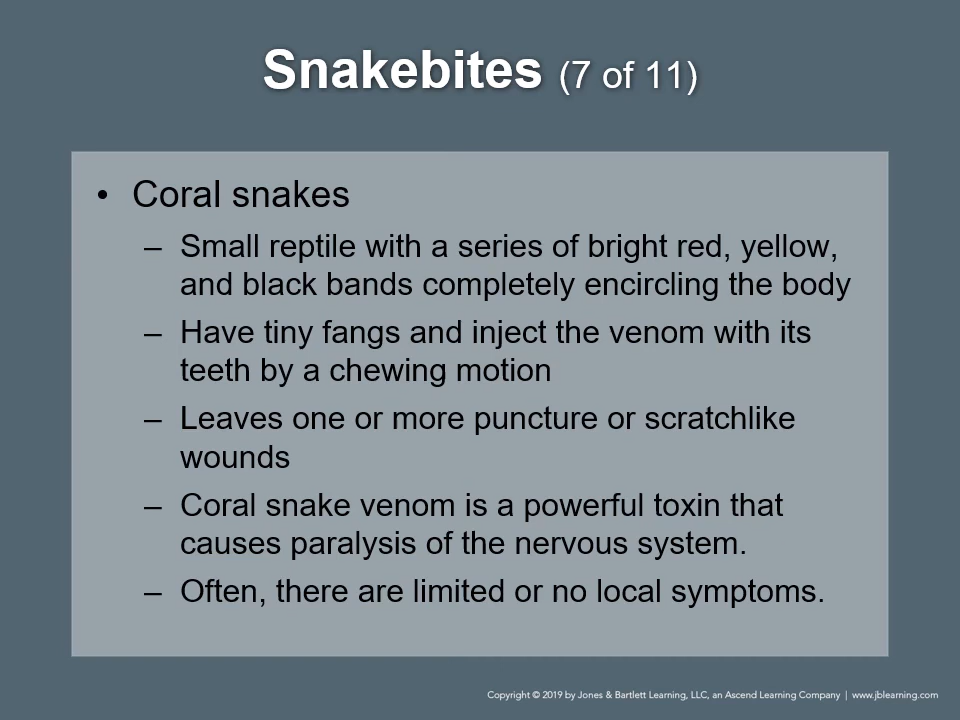 Snakebites (7 of 11)
• Coral snakes
– Small reptile with a series of bright red, yellow,
and black bands completely encircling the body
– Have tiny fangs and inject the venom with its
teeth by a chewing motion
– Leaves one or more puncture or scratchlike
wounds
– Coral snake venom is a powerful toxin that
causes paralysis of the nervous system.
– Often, there are limited or no local symptoms.
Copyright © 2019 by Jones & Bartlett Learning, LLC, an Ascend Learning Company | www.jblearning.com